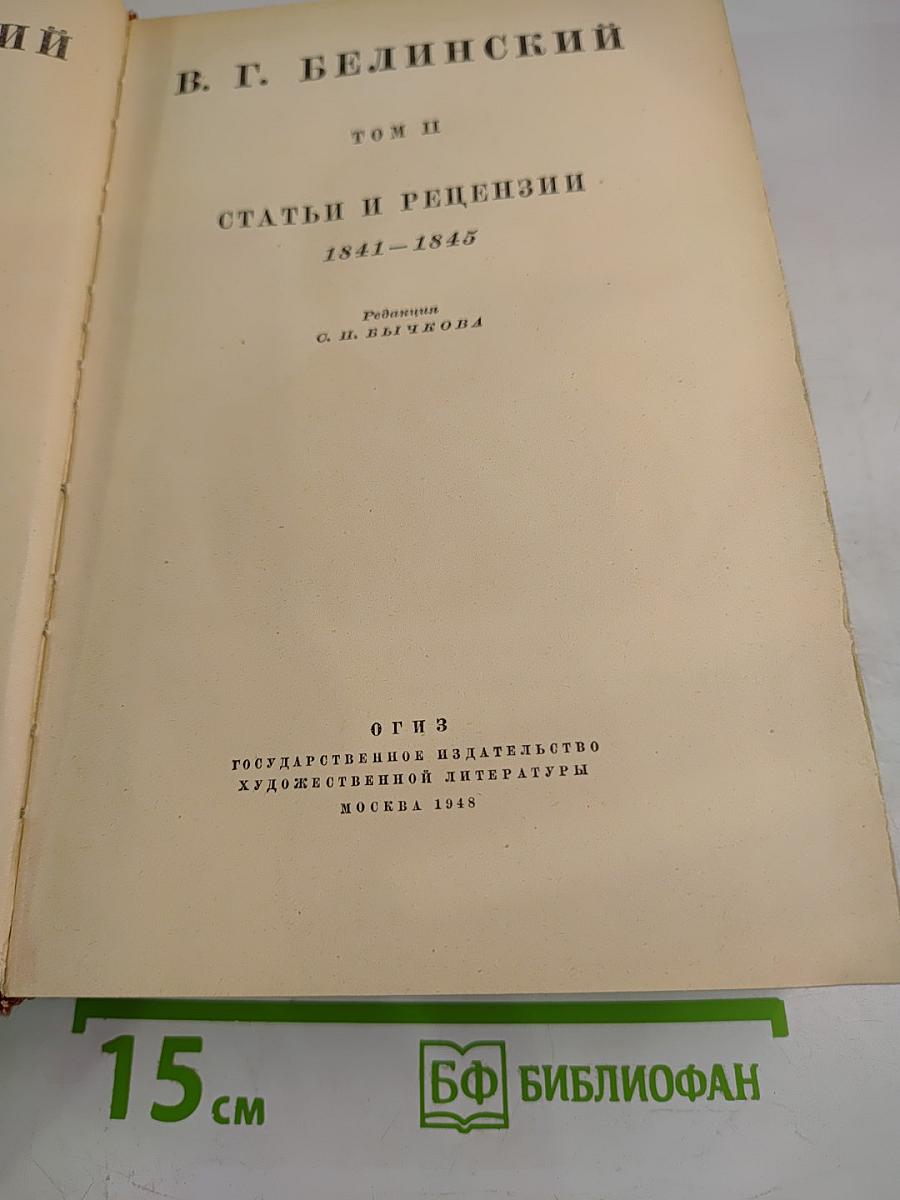 ИЙ
В. Г. БЕЛИНСКИЙ
ТОМ II
СТАТЬИ И РЕЦЕНЗИИ
1841—1845
Редакция
С. П. БЫЧКОВА
ОГИЗ
ГОСУДАРСТВЕННОЕ ИЗДАТЕЛЬСТВО
ХУДОЖЕСТВЕННОЙ ЛИТЕРАТУРЫ
МОСКВА 1948
15 см
БФ БИБЛИОФАН